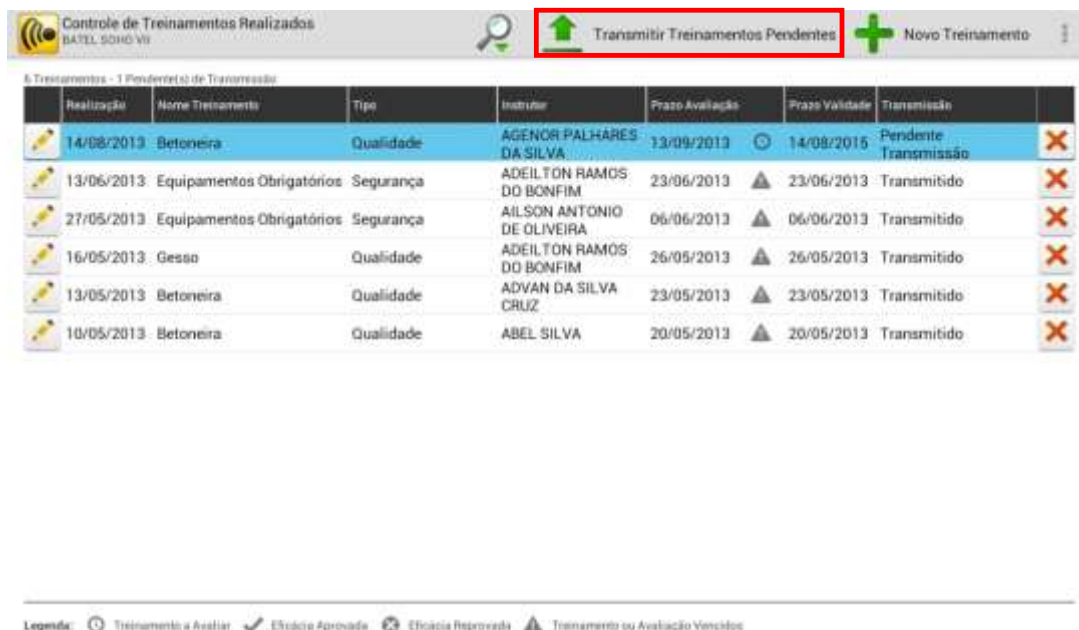 Controle de Treinamentos Realizados
BATEL SOHO VII
Transmitir Treinamentos Pendentes
Novo Treinamento
6 Treinamentos - 1 Pendente(s) de Transmissão
Realização Nome Treinamento Tipo Instrutor Prazo Avaliação Prazo Validade Transmissão
14/08/2013 Betoneira Qualidade AGENOR PALHARES 13/09/2013 14/08/2015 Pendente
DA SILVA Transmissão
13/06/2013 Equipamentos Obrigatórios Segurança ADEILTON RAMOS 23/06/2013 23/06/2013 Transmitido
DO BONFIM
27/05/2013 Equipamentos Obrigatórios Segurança AILSON ANTONIO 06/06/2013 06/06/2013 Transmitido
DE OLIVEIRA
16/05/2013 Gesso Qualidade ADEILTON RAMOS 26/05/2013 26/05/2013 Transmitido
DO BONFIM
13/05/2013 Betoneira Qualidade ADVAN DA SILVA 23/05/2013 23/05/2013 Transmitido
CRUZ
10/05/2013 Betoneira Qualidade ABEL SILVA 20/05/2013 20/05/2013 Transmitido
Legenda: Treinamento a Avaliar Eficácia Aprovada Eficácia Reprovada Treinamento ou Avaliação Vencidos